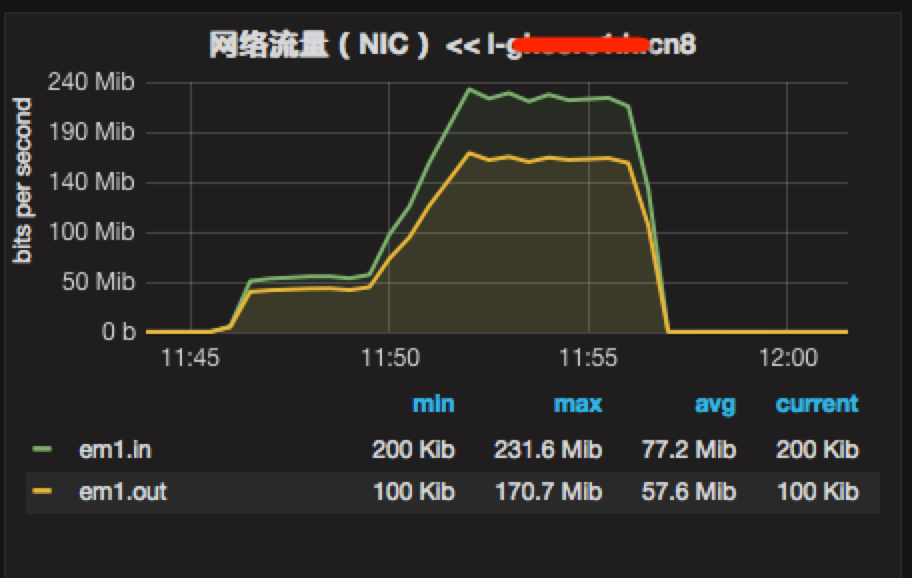 网络流量 ( NIC ) << l-g cn8
240 Mib
190 Mib
140 Mib
100 Mib
50 Mib
0 b
bits per second
11:45 11:50 11:55 12:00
min max avg current
em1.in 200 Kib 231.6 Mib 77.2 Mib 200 Kib
em1.out 100 Kib 170.7 Mib 57.6 Mib 100 Kib